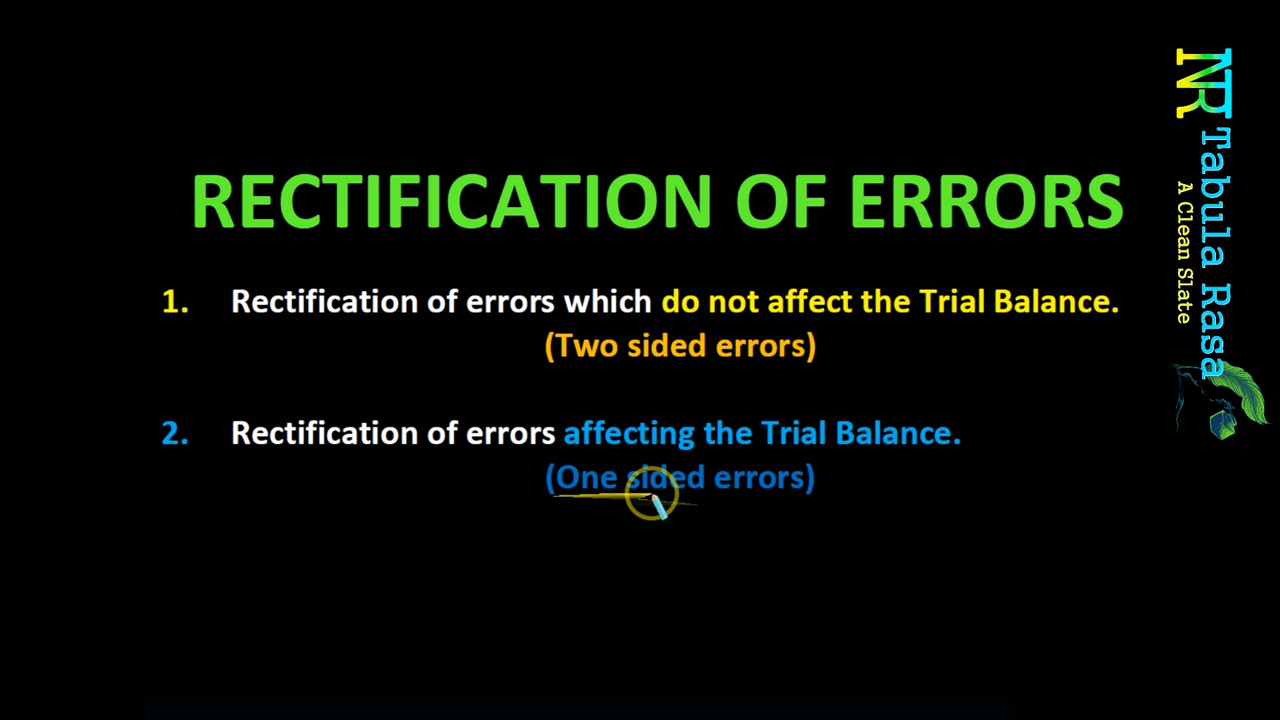 RECTIFICATION OF ERRORS
1. Rectification of errors which do not affect the Trial Balance.
(Two sided errors)
2. Rectification of errors affecting the Trial Balance.
(One sided errors)
NR
Tabula Rasa
A Clean Slate